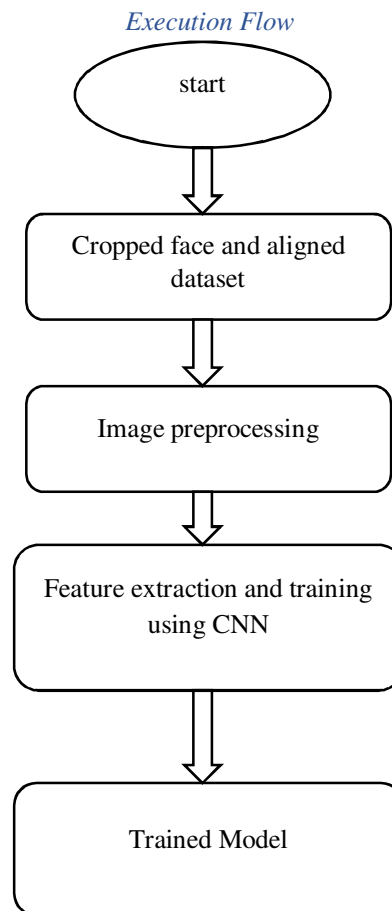 Execution Flow
start
Cropped face and aligned
dataset
Image preprocessing
Feature extraction and training
using CNN
Trained Model